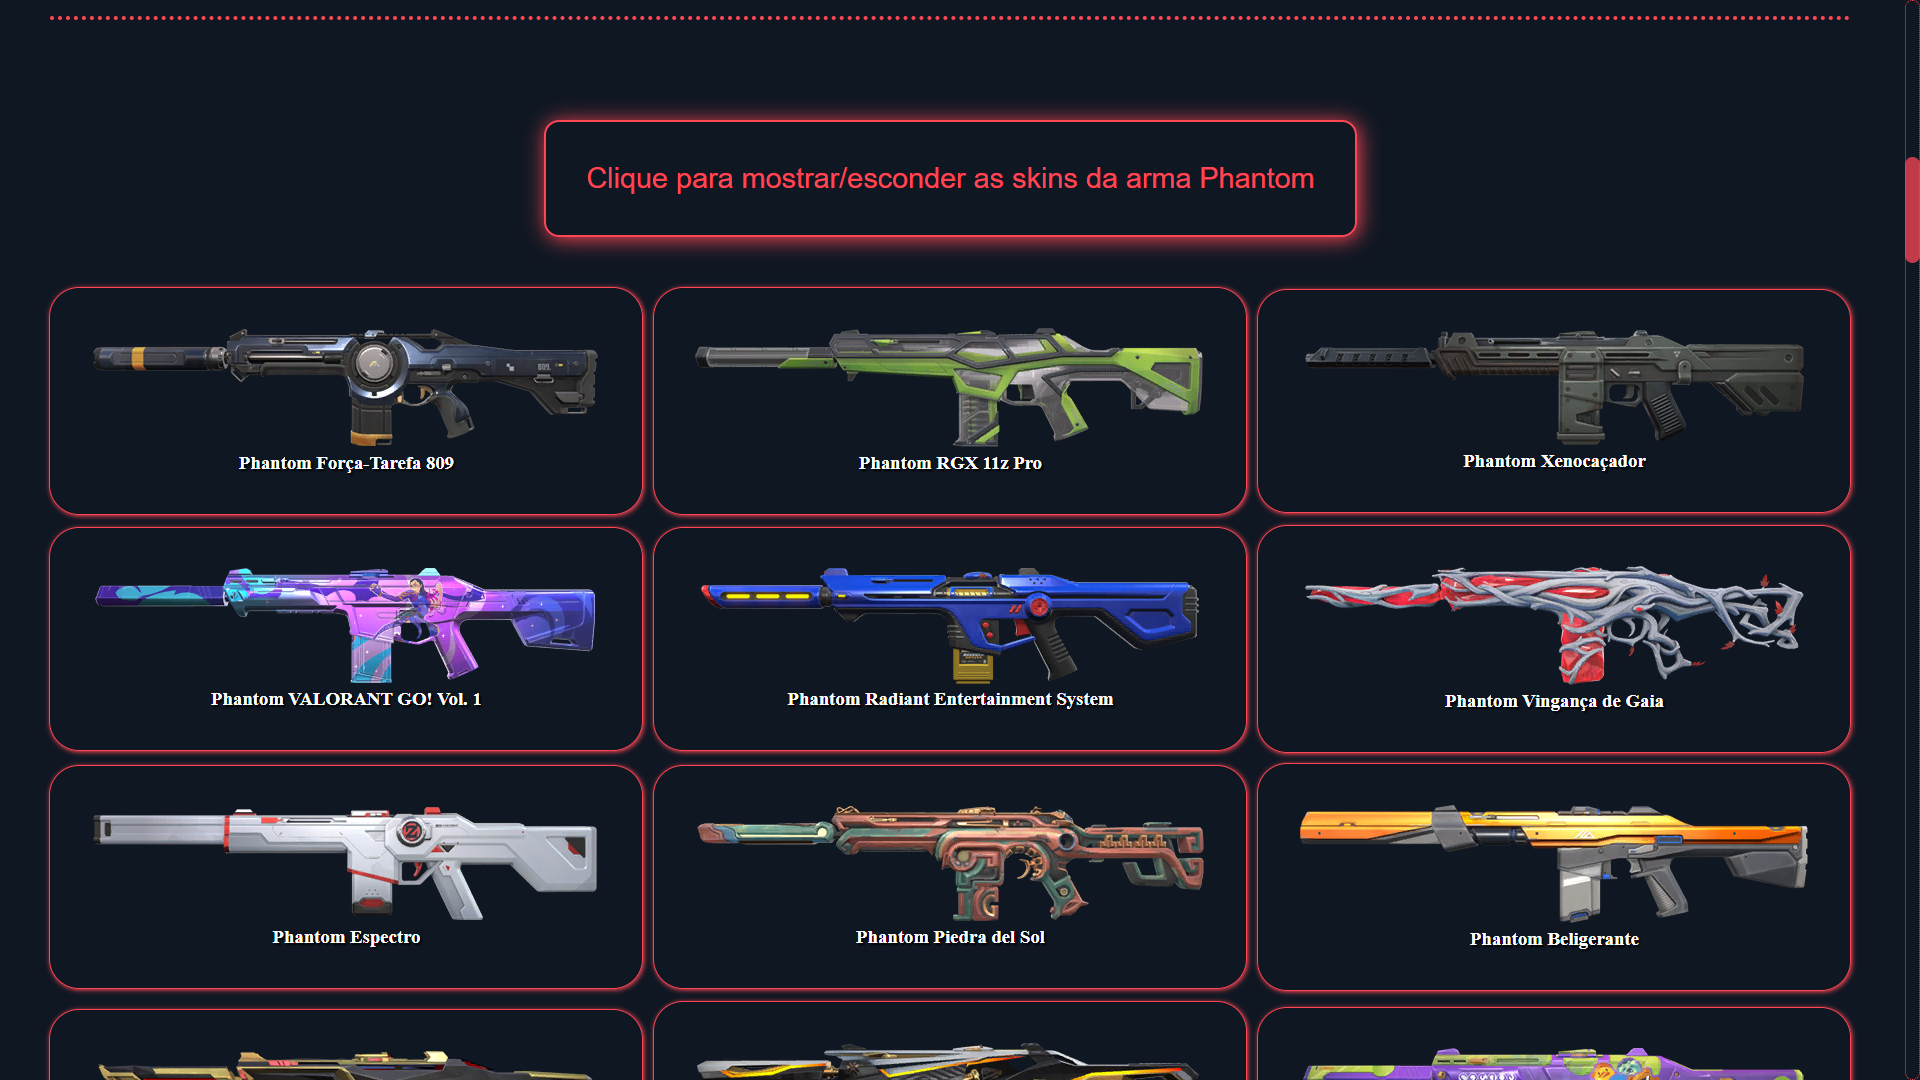 Clique para mostrar/esconder as skins da arma Phantom
809
Phantom Força-Tarefa 809
Phantom RGX 11z Pro
Phantom Xenocaçador
Phantom VALORANT GO! Vol. 1
Phantom Radiant Entertainment System
Phantom Vingança de Gaia
Phantom Espectro
Phantom Piedra del Sol
Phantom Beligerante